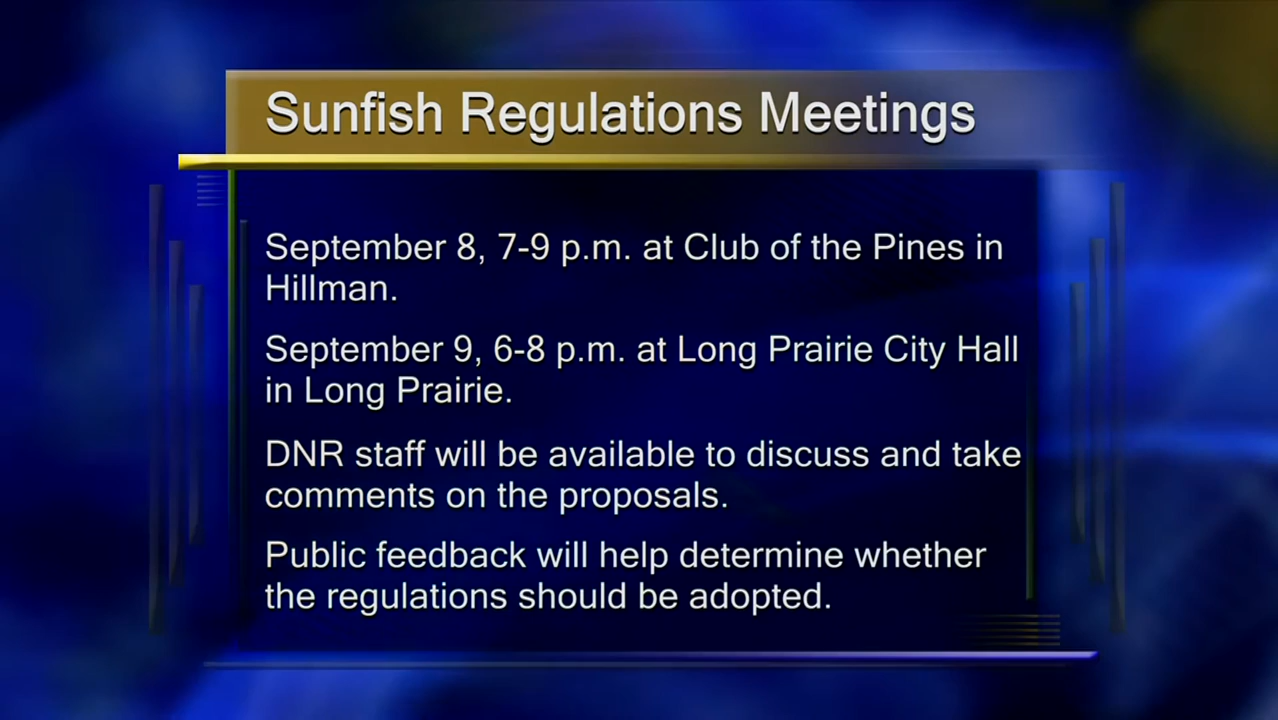 Sunfish Regulations Meetings
September 8, 7-9 p.m. at Club of the Pines in
Hillman.
September 9, 6-8 p.m. at Long Prairie City Hall
in Long Prairie.
DNR staff will be available to discuss and take
comments on the proposals.
Public feedback will help determine whether
the regulations should be adopted.